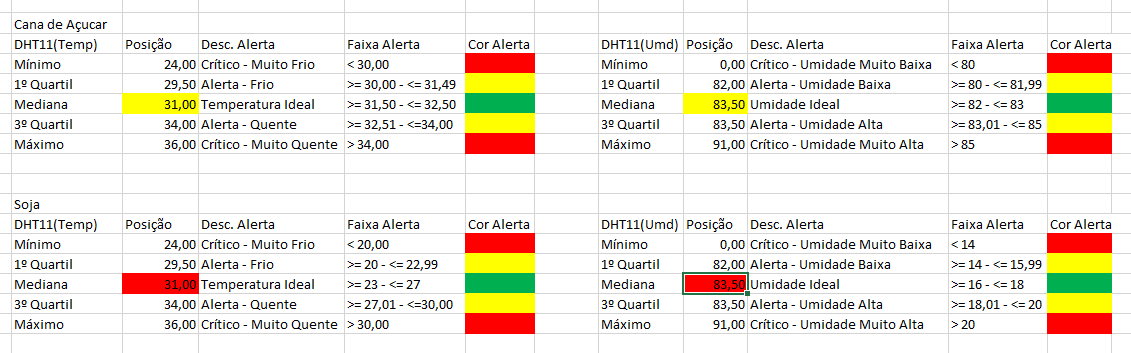 Cana de Açucar
DHT11(Temp) Posição Desc. Alerta Faixa Alerta Cor Alerta DHT11(Umd) Posição Desc. Alerta Faixa Alerta Cor Alerta
Mínimo 24,00 Crítico - Muito Frio < 30,00 Mínimo 0,00 Crítico - Umidade Muito Baixa < 80
1º Quartil 29,50 Alerta - Frio >= 30,00 - <= 31,49 1º Quartil 82,00 Alerta - Umidade Baixa >= 80 - <= 81,99
Mediana 31,00 Temperatura Ideal >= 31,50 - <= 32,50 Mediana 83,50 Umidade Ideal >= 82 - <= 83
3º Quartil 34,00 Alerta - Quente >= 32,51 - <=34,00 3º Quartil 83,50 Alerta - Umidade Alta >= 83,01 - <= 85
Máximo 36,00 Crítico - Muito Quente > 34,00 Máximo 91,00 Crítico - Umidade Muito Alta > 85
Soja
DHT11(Temp) Posição Desc. Alerta Faixa Alerta Cor Alerta DHT11(Umd) Posição Desc. Alerta Faixa Alerta Cor Alerta
Mínimo 24,00 Crítico - Muito Frio < 20,00 Mínimo 0,00 Crítico - Umidade Muito Baixa < 14
1º Quartil 29,50 Alerta - Frio >= 20 - <= 22,99 1º Quartil 82,00 Alerta - Umidade Baixa >= 14 - <= 15,99
Mediana 31,00 Temperatura Ideal >= 23 - <= 27 Mediana 83,50 Umidade Ideal >= 16 - <= 18
3º Quartil 34,00 Alerta - Quente >= 27,01 - <=30,00 3º Quartil 83,50 Alerta - Umidade Alta >= 18,01 - <= 20
Máximo 36,00 Crítico - Muito Quente > 30,00 Máximo 91,00 Crítico - Umidade Muito Alta > 20